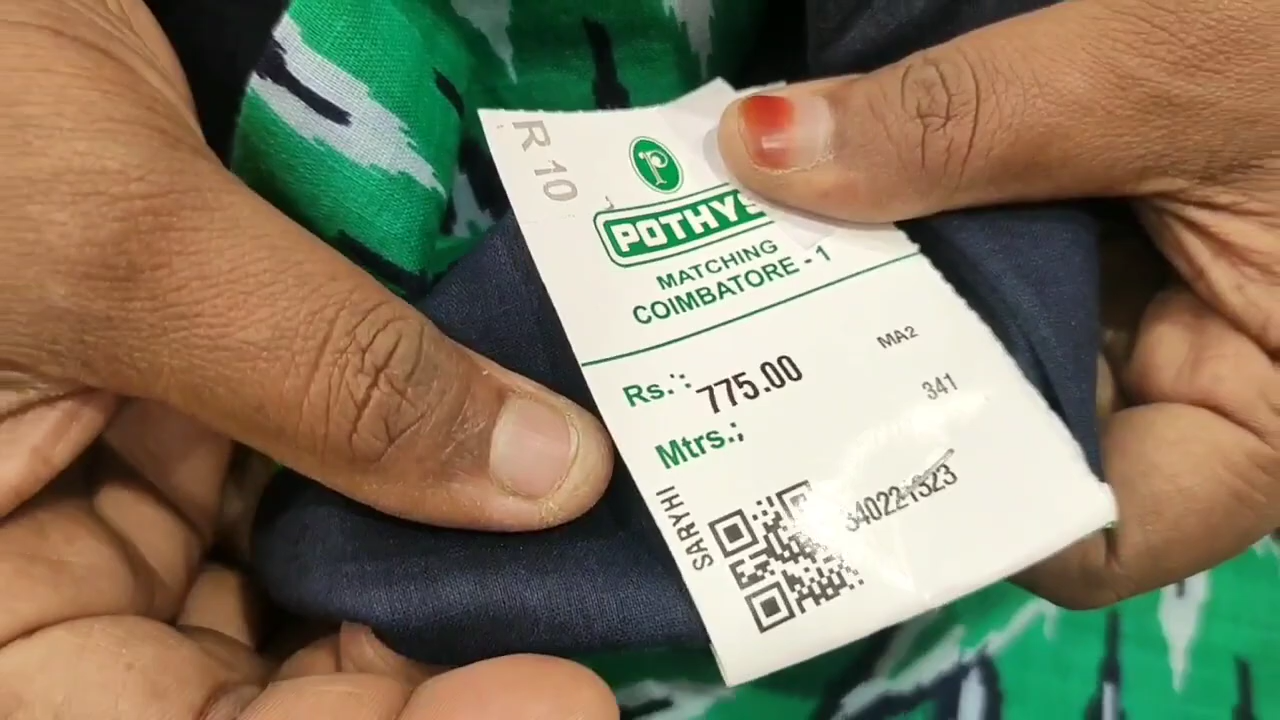 R 10
P
POTHYS
MATCHING
COIMBATORE - 1
MA2
Rs.: 775.00
341
Mtrs.:
SARYHI